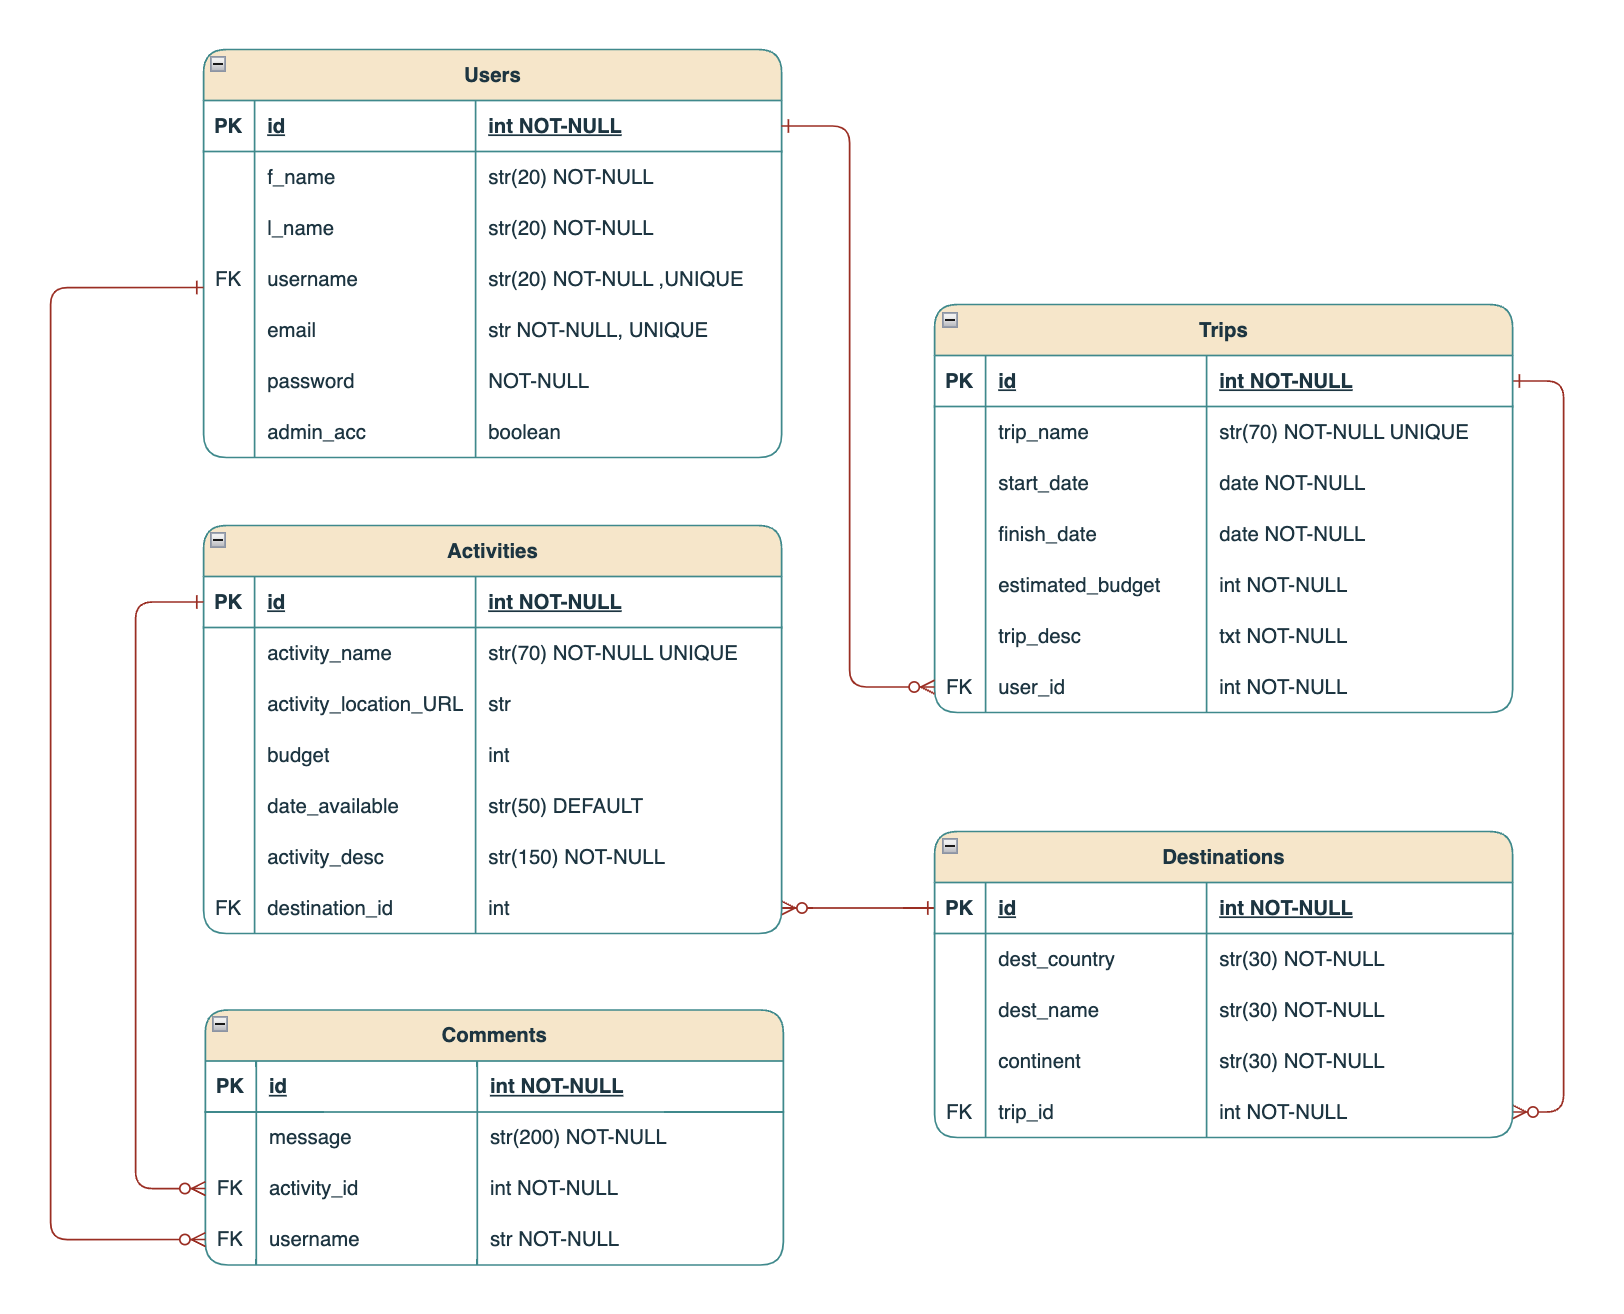 Users
PK id int NOT-NULL
f_name str(20) NOT-NULL
l_name str(20) NOT-NULL
FK username str(20) NOT-NULL ,UNIQUE
email str NOT-NULL, UNIQUE
password NOT-NULL
admin_acc boolean
Trips
PK id int NOT-NULL
trip_name str(70) NOT-NULL UNIQUE
start_date date NOT-NULL
finish_date date NOT-NULL
estimated_budget int NOT-NULL
trip_desc txt NOT-NULL
FK user_id int NOT-NULL
Activities
PK id int NOT-NULL
activity_name str(70) NOT-NULL UNIQUE
activity_location_URL str
budget int
date_available str(50) DEFAULT
activity_desc str(150) NOT-NULL
FK destination_id int
Destinations
PK id int NOT-NULL
dest_country str(30) NOT-NULL
dest_name str(30) NOT-NULL
continent str(30) NOT-NULL
FK trip_id int NOT-NULL
Comments
PK id int NOT-NULL
message str(200) NOT-NULL
FK activity_id int NOT-NULL
FK username str NOT-NULL